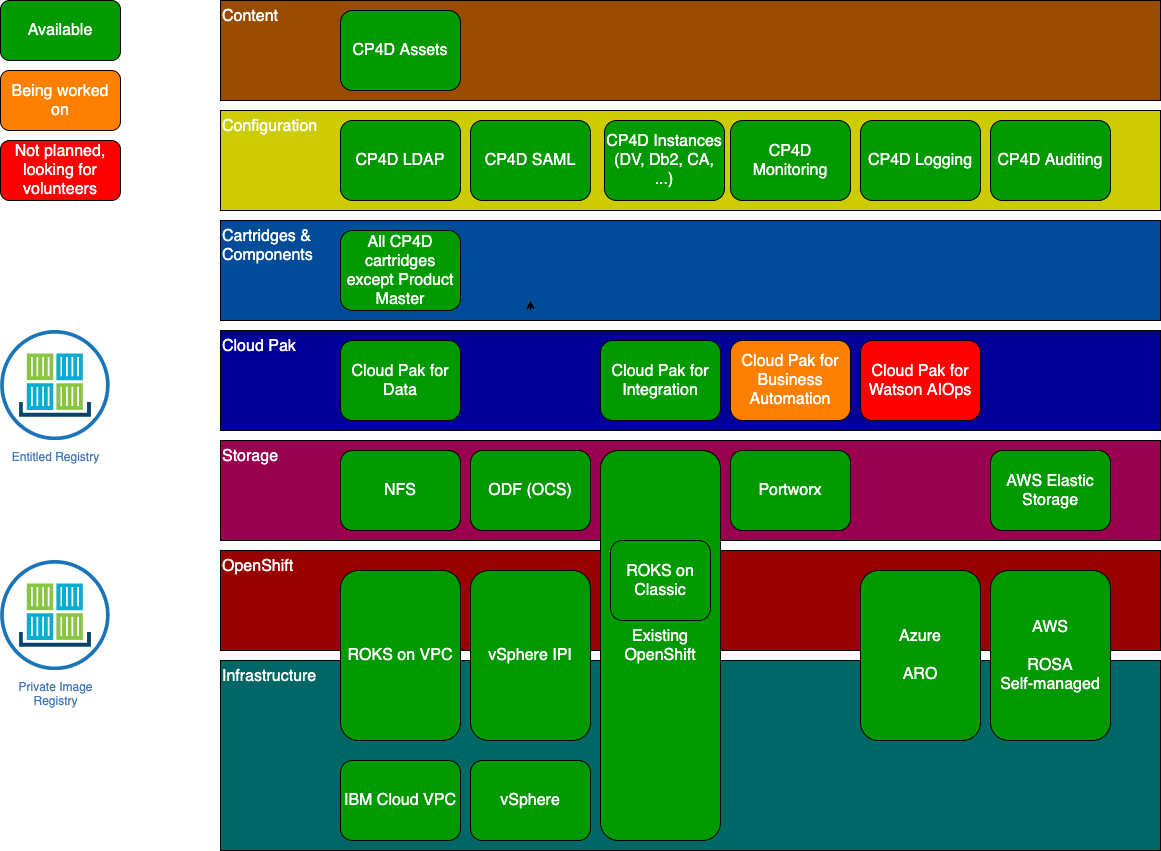 Available
Being worked
on
Not planned,
looking for
volunteers
Content
CP4D Assets
Configuration
CP4D LDAP
CP4D SAML
CP4D Instances
(DV, Db2, CA,
...)
CP4D
Monitoring
CP4D Logging
CP4D Auditing
Cartridges &
Components
All CP4D
cartridges
except Product
Master
Cloud Pak
Cloud Pak for
Data
Cloud Pak for
Integration
Cloud Pak for
Business
Automation
Cloud Pak for
Watson AIOps
Entitled Registry
Storage
NFS
ODF (OCS)
Portworx
AWS Elastic
Storage
OpenShift
ROKS on
Classic
Existing
OpenShift
ROKS on VPC
vSphere IPI
Azure
ARO
AWS
ROSA
Self-managed
Private Image
Registry
Infrastructure
IBM Cloud VPC
vSphere